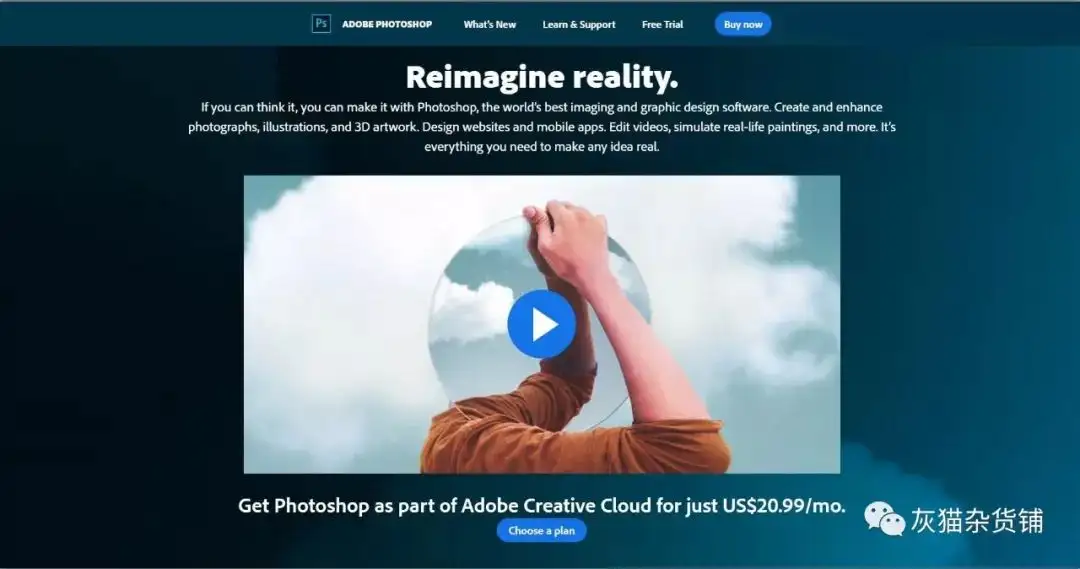 Ps ADOBE PHOTOSHOP What's New Learn & Support Free Trial Buy now
Reimagine reality.
If you can think it, you can make it with Photoshop, the world's best imaging and graphic design software. Create and enhance
photographs, illustrations, and 3D artwork. Design websites and mobile apps. Edit videos, simulate real-life paintings, and more. It's
everything you need to make any idea real.
Get Photoshop as part of Adobe Creative Cloud for just US$20.99/mo.
Choose a plan
灰猫杂货铺